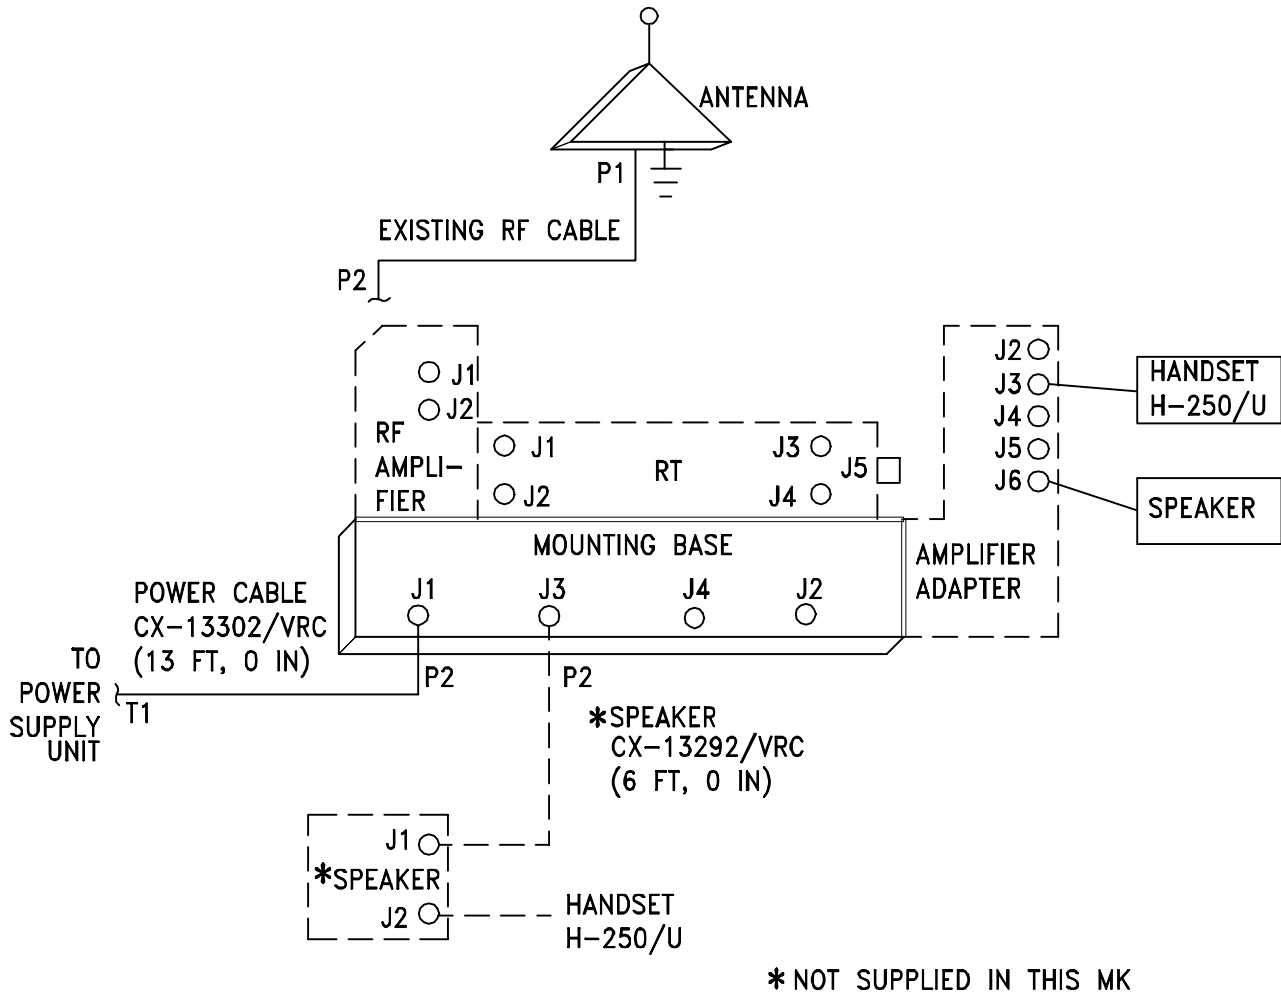 ANTENNA
P1
EXISTING RF CABLE
P2
J1
J2
RF
AMPLI-
FIER
J1
J2
RT
J3
J4
J5
J2
J3
J4
J5
J6
HANDSET
H-250/U
SPEAKER
MOUNTING BASE
J1
J3
J4
J2
AMPLIFIER
ADAPTER
POWER CABLE
CX-13302/VRC
(13 FT, 0 IN)
TO
POWER
SUPPLY
UNIT
T1
P2
P2
*SPEAKER
CX-13292/VRC
(6 FT, 0 IN)
J1
*SPEAKER
J2
HANDSET
H-250/U
* NOT SUPPLIED IN THIS MK